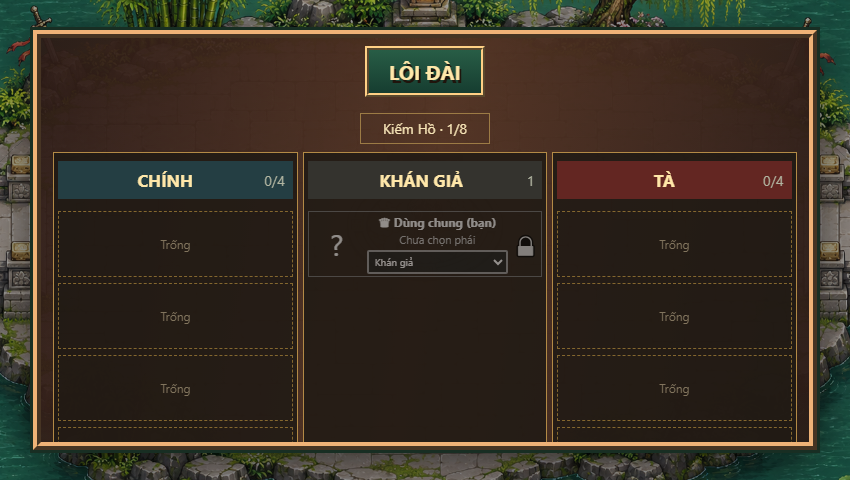 LÔI ĐÀI
Kiếm Hồ · 1/8
CHÍNH 0/4
Trống
Trống
Trống
KHÁN GIẢ 1
?
Dùng chung (bạn)
Chưa chọn phái
Khán giả
TÀ 0/4
Trống
Trống
Trống